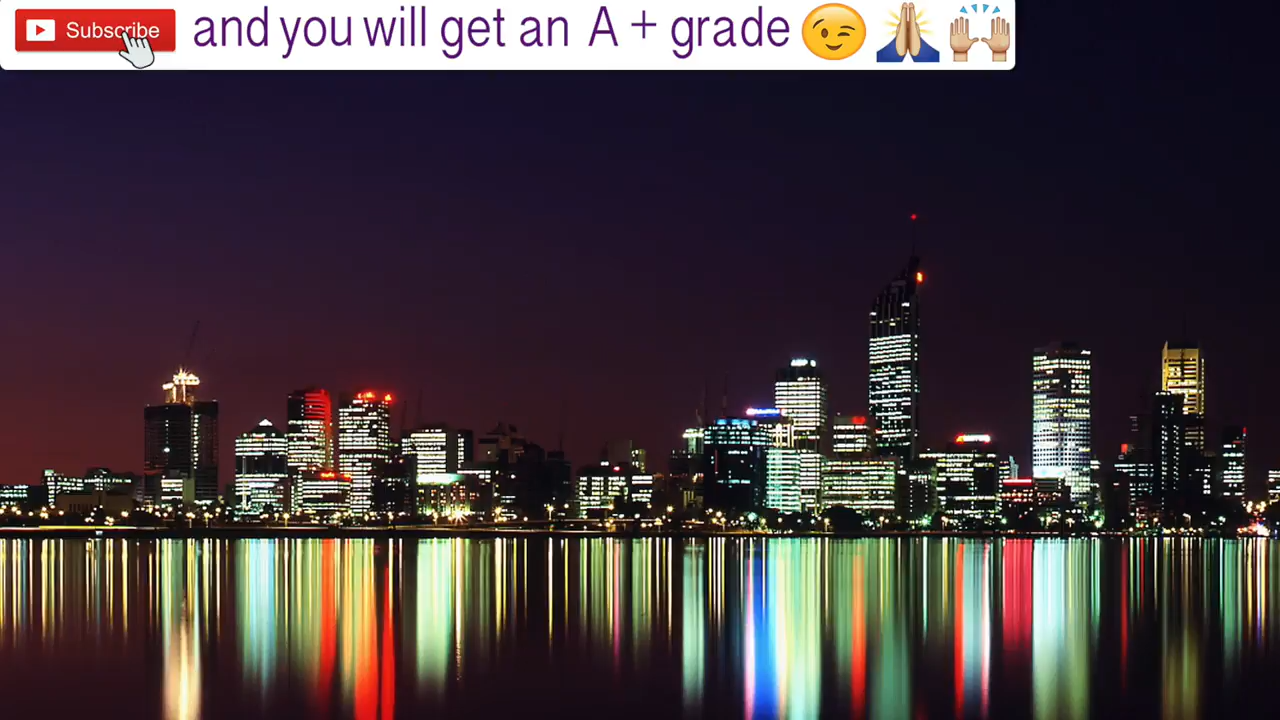 Subscribe and you will get an A + grade 😉 🙏 🙌